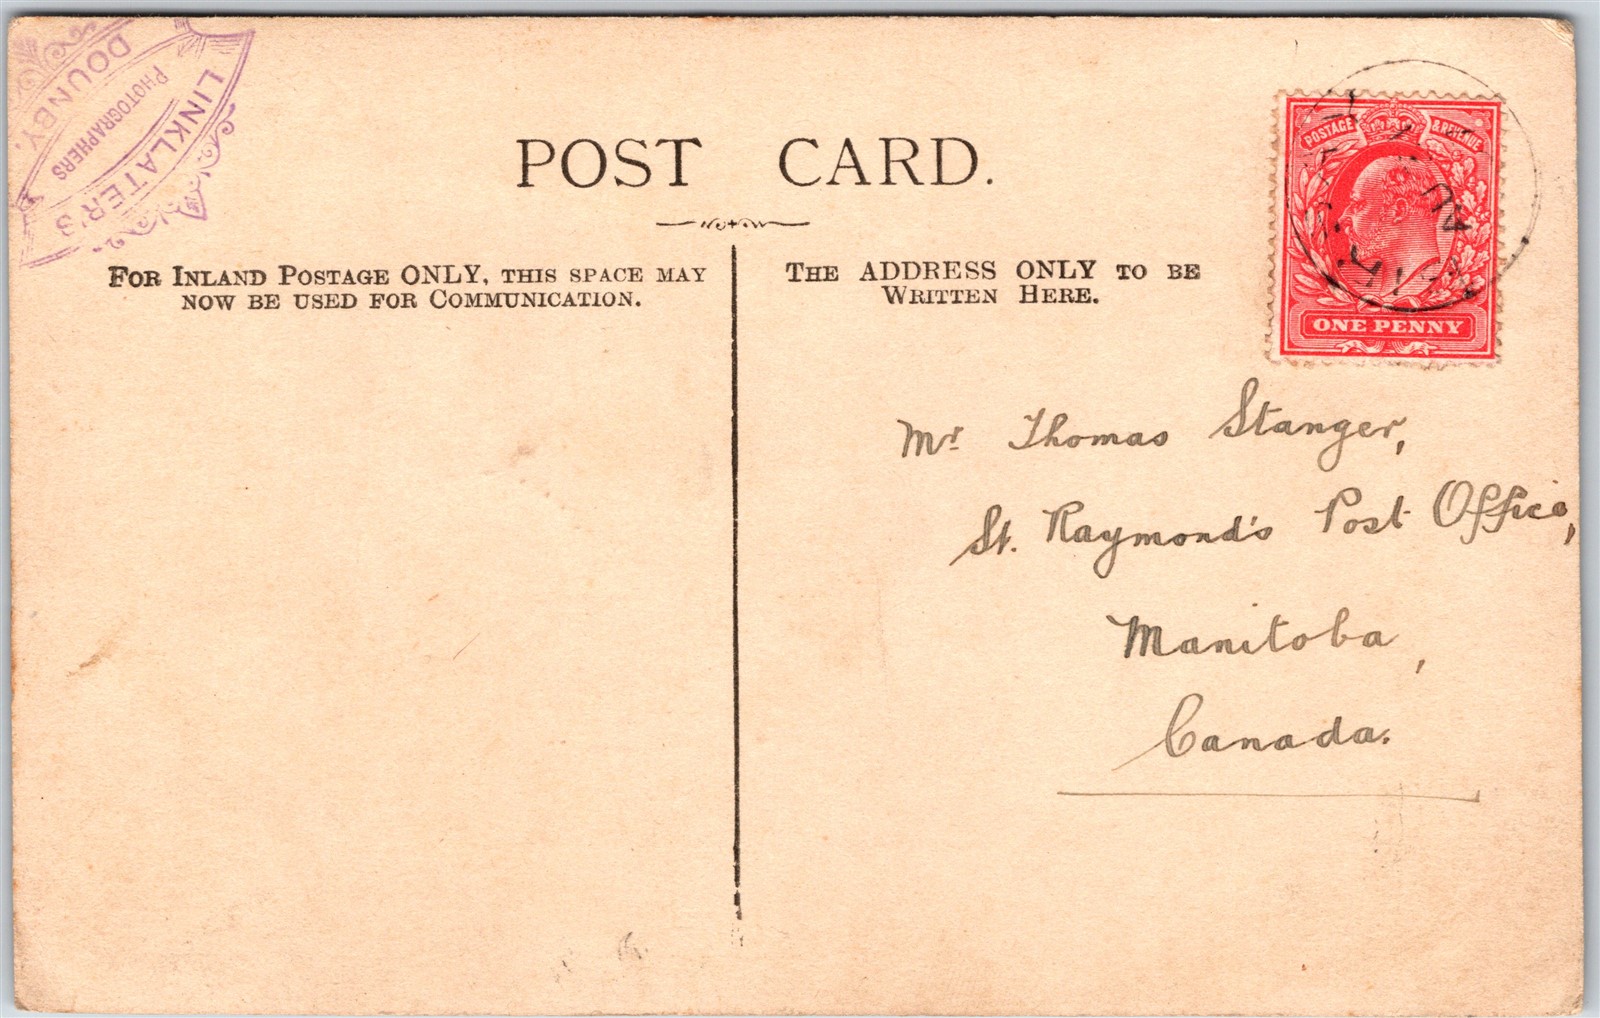 LINKLATER'S
PHOTOGRAPHERS
DOUNBY.
POST CARD.
FOR INLAND POSTAGE ONLY, THIS SPACE MAY
NOW BE USED FOR COMMUNICATION.
THE ADDRESS ONLY TO BE
WRITTEN HERE.
POSTAGE & REVENUE
ONE PENNY
AU
Mr Thomas Stanger,
St. Raymond's Post Office,
Manitoba,
Canada.